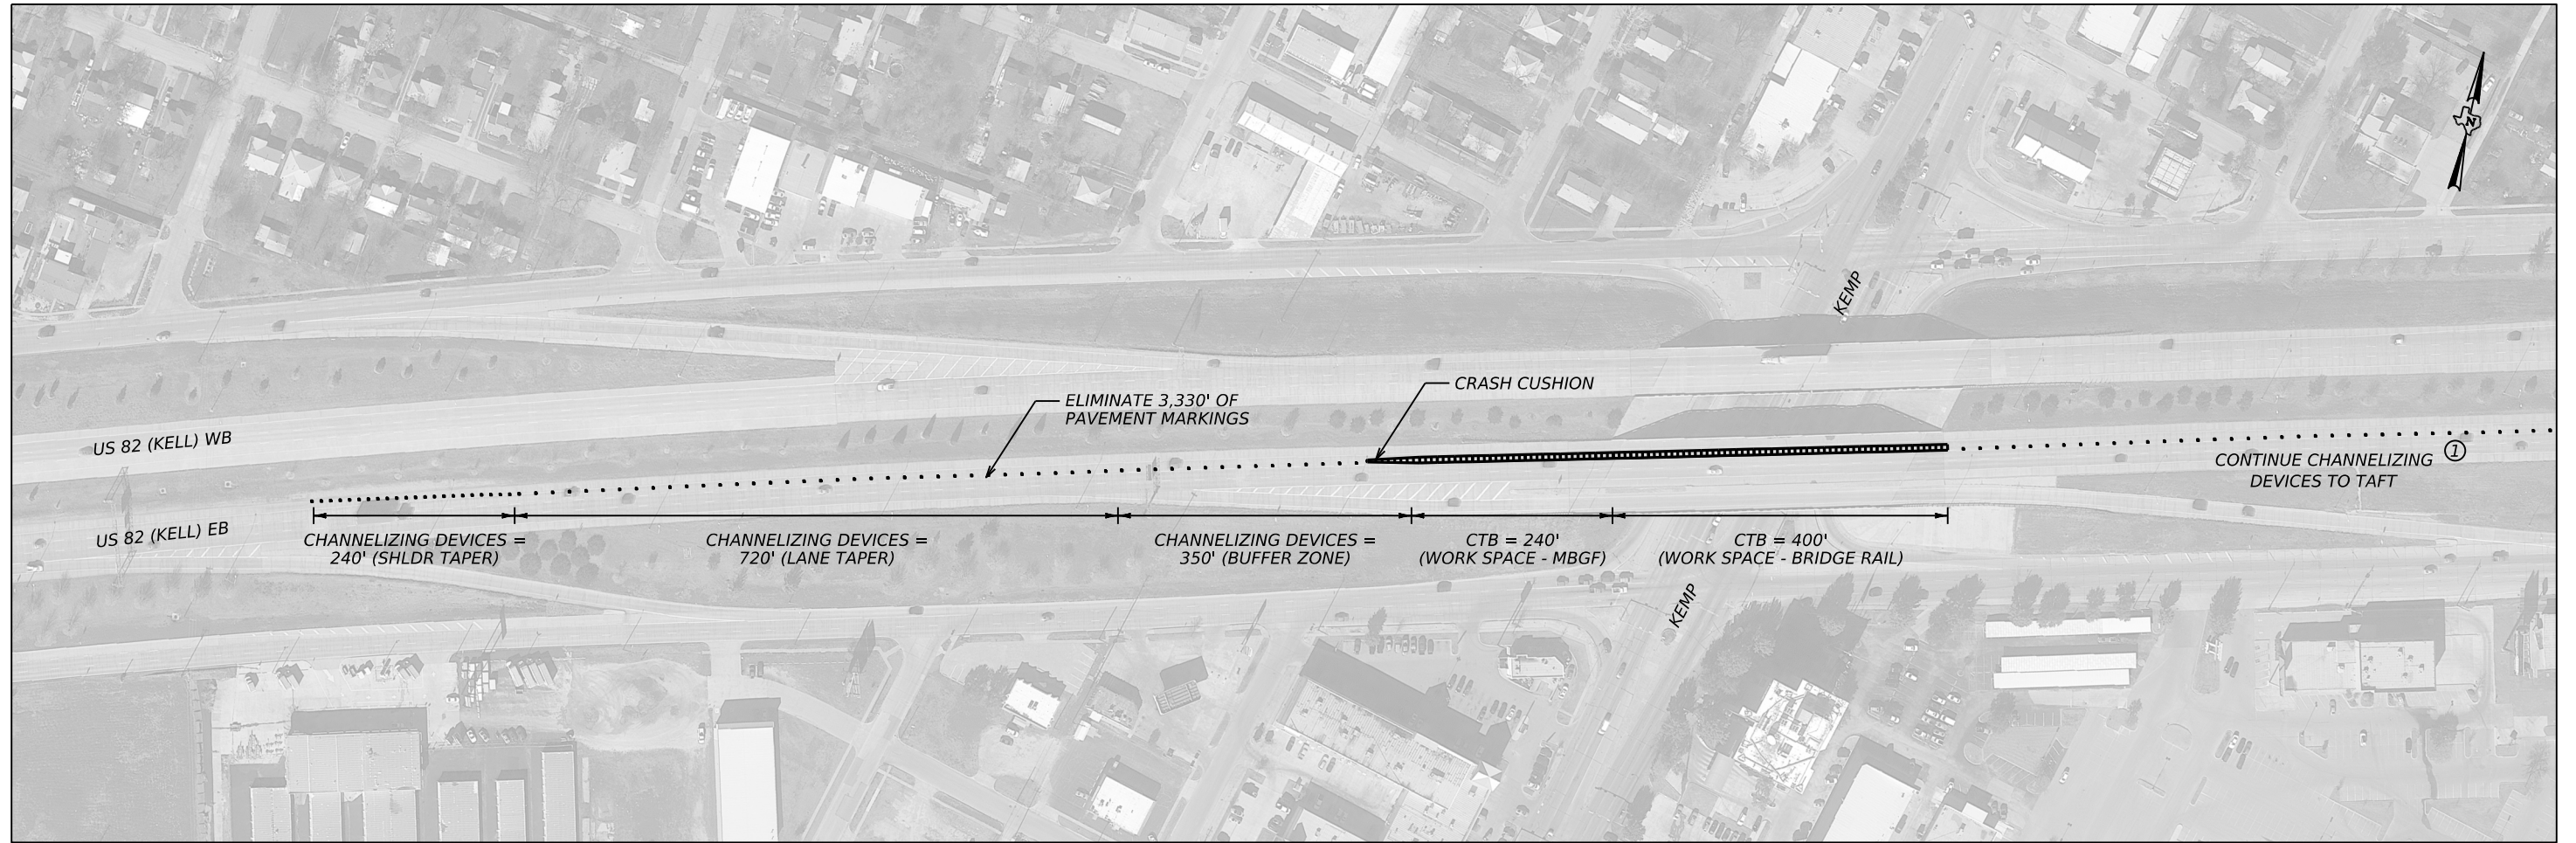 KEMP
CRASH CUSHION
ELIMINATE 3,330' OF
PAVEMENT MARKINGS
US 82 (KELL) WB
1
CONTINUE CHANNELIZING
DEVICES TO TAFT
US 82 (KELL) EB
CHANNELIZING DEVICES =
240' (SHLDR TAPER)
CHANNELIZING DEVICES =
720' (LANE TAPER)
CHANNELIZING DEVICES =
350' (BUFFER ZONE)
CTB = 240'
(WORK SPACE - MBGF)
CTB = 400'
(WORK SPACE - BRIDGE RAIL)
KEMP
N